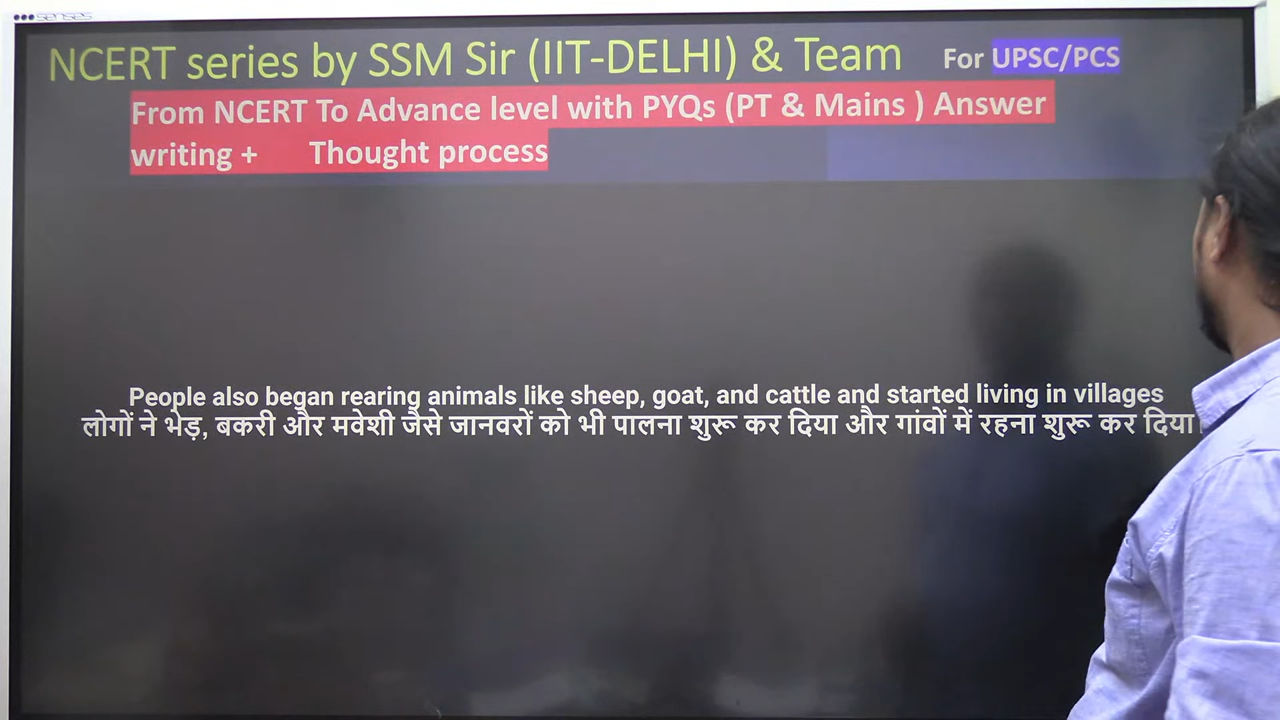 senses
NCERT series by SSM Sir (IIT-DELHI) & Team For UPSC/PCS
From NCERT To Advance level with PYQs (PT & Mains ) Answer
writing + Thought process
People also began rearing animals like sheep, goat, and cattle and started living in villages
लोगों ने भेड़, बकरी और मवेशी जैसे जानवरों को भी पालना शुरू कर दिया और गांवों में रहना शुरू कर दिया।